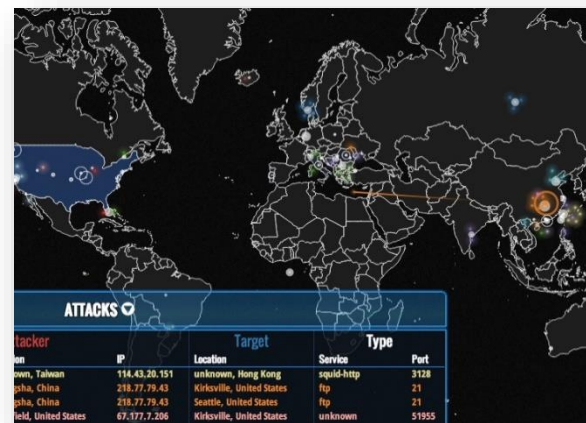 ATTACKS
tacker Target Type
ion IP Location Service Port
own, Taiwan 114.43.20.151 unknown, Hong Kong squid-http 3128
gsha, China 218.77.79.43 Kirksville, United States ftp 21
gsha, China 218.77.79.43 Seattle, United States ftp 21
field, United States 67.177.7.206 Kirksville, United States unknown 51955